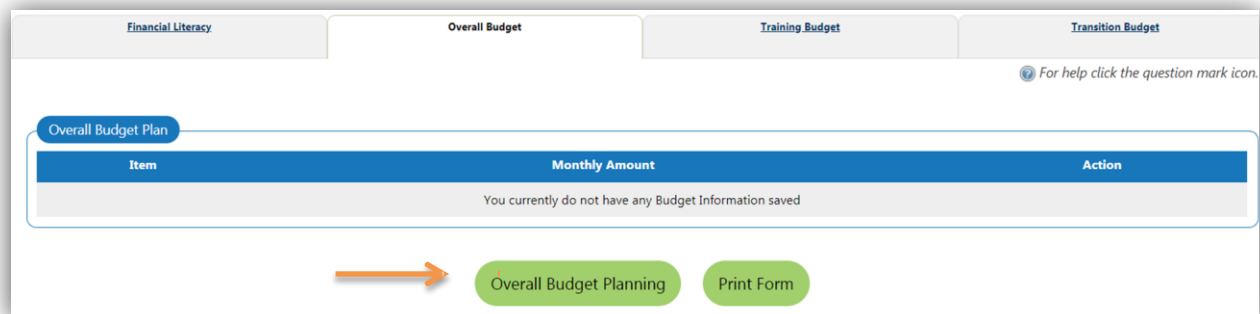 Financial Literacy Overall Budget Training Budget Transition Budget
For help click the question mark icon.
Overall Budget Plan
Item Monthly Amount Action
You currently do not have any Budget Information saved
Overall Budget Planning Print Form